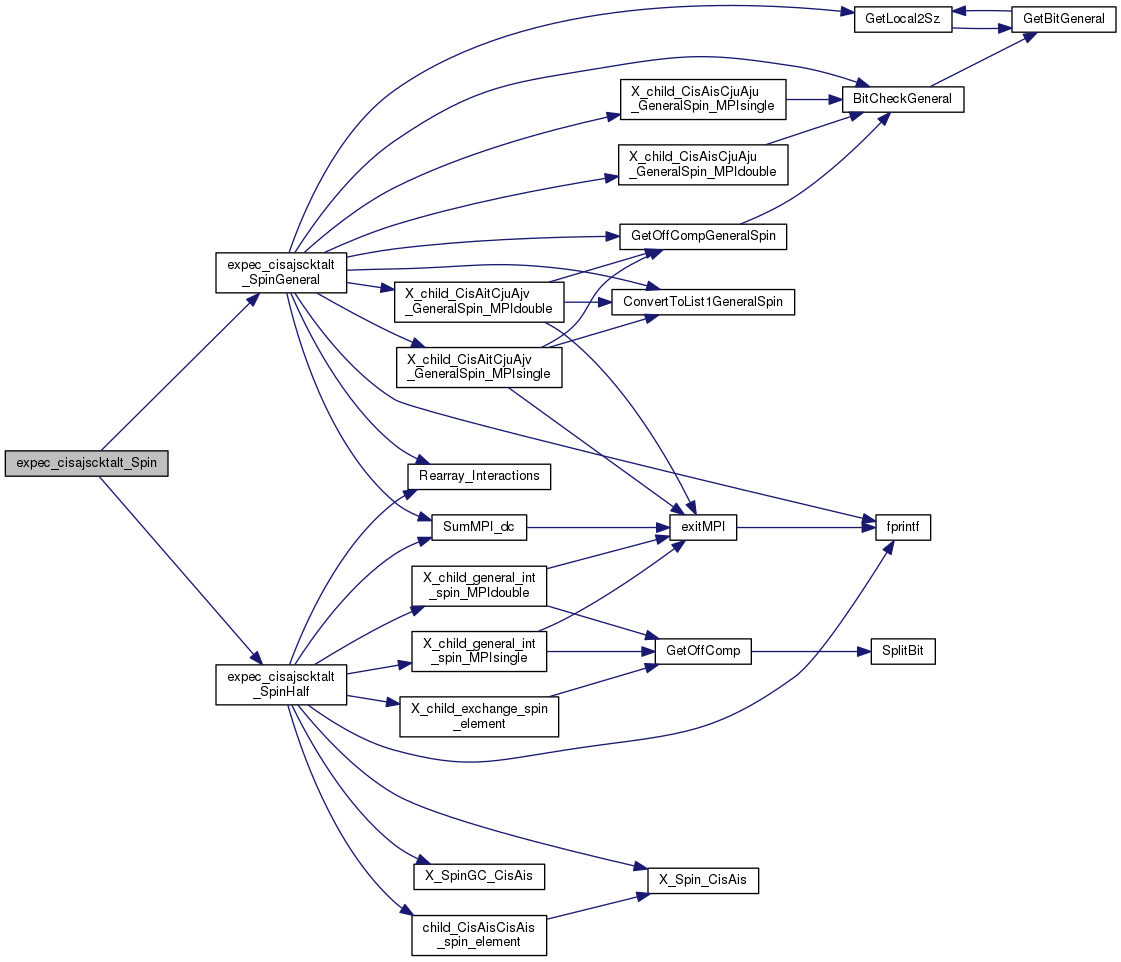 GetLocal2Sz
GetBitGeneral
X_child_CisAisCjuAju
_GeneralSpin_MPIsingle
BitCheckGeneral
X_child_CisAisCjuAju
_GeneralSpin_MPIdouble
GetOffCompGeneralSpin
expec_cisajscktalt
_SpinGeneral
X_child_CisAitCjuAjv
_GeneralSpin_MPIdouble
ConvertToList1GeneralSpin
X_child_CisAitCjuAjv
_GeneralSpin_MPIsingle
expec_cisajscktalt_Spin
Rearray_Interactions
SumMPI_dc
exitMPI
fprintf
X_child_general_int
_spin_MPIdouble
X_child_general_int
_spin_MPIsingle
GetOffComp
SplitBit
expec_cisajscktalt
_SpinHalf
X_child_exchange_spin
_element
X_SpinGC_CisAis
X_Spin_CisAis
child_CisAisCisAis
_spin_element